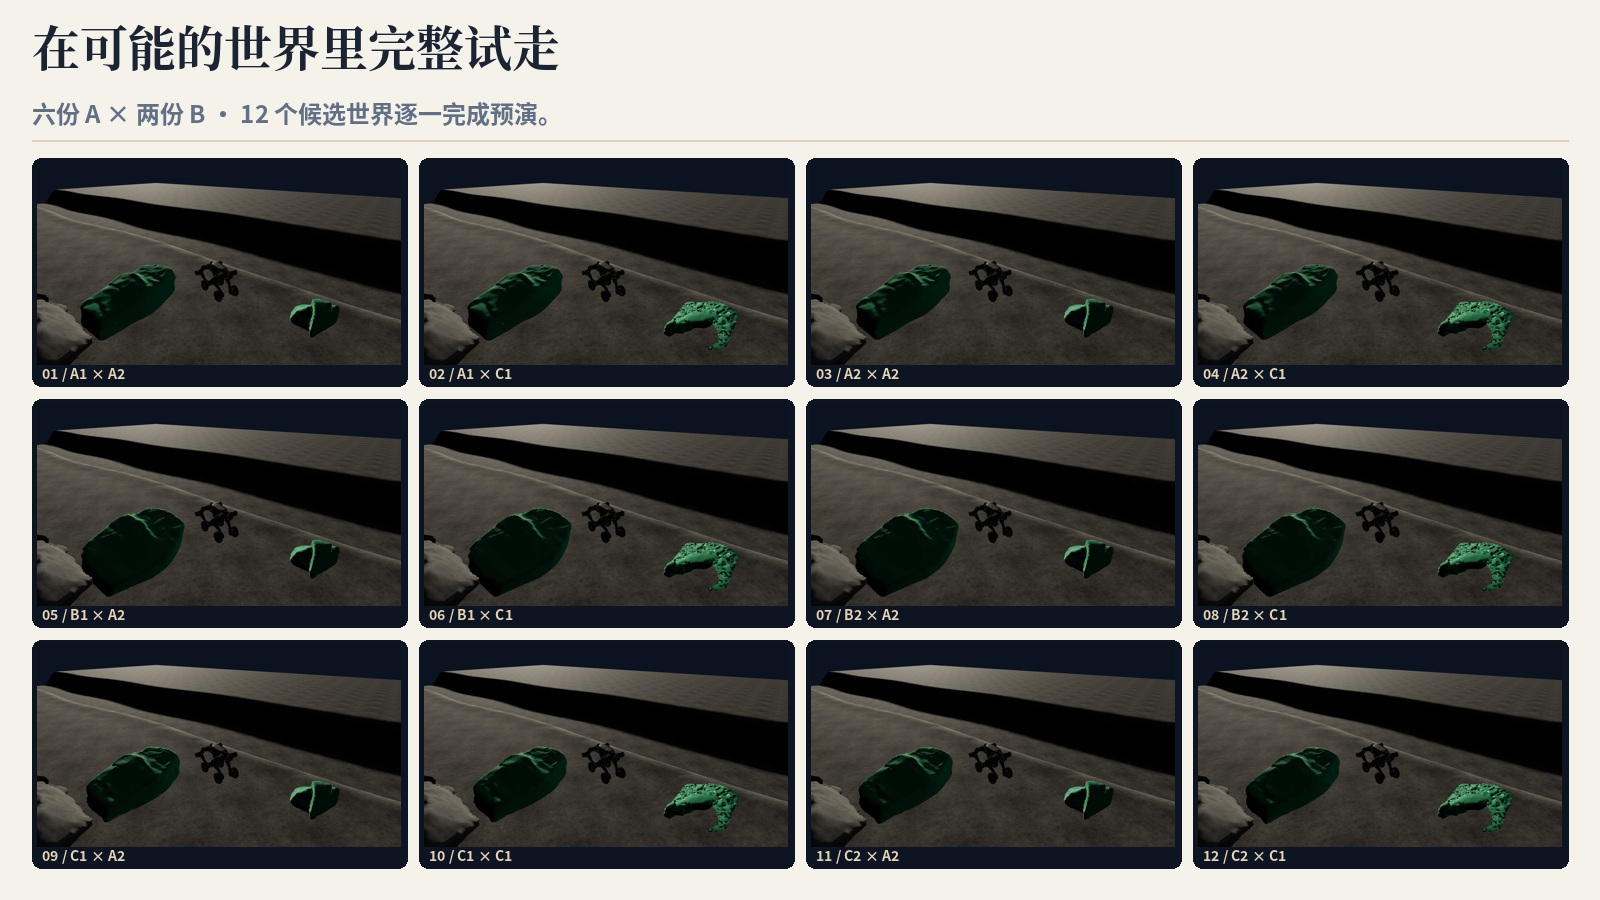 在可能的世界里完整试走
六份 A × 两份 B · 12 个候选世界逐一完成预演。
01 / A1 × A2
02 / A1 × C1
03 / A2 × A2
04 / A2 × C1
05 / B1 × A2
06 / B1 × C1
07 / B2 × A2
08 / B2 × C1
09 / C1 × A2
10 / C1 × C1
11 / C2 × A2
12 / C2 × C1